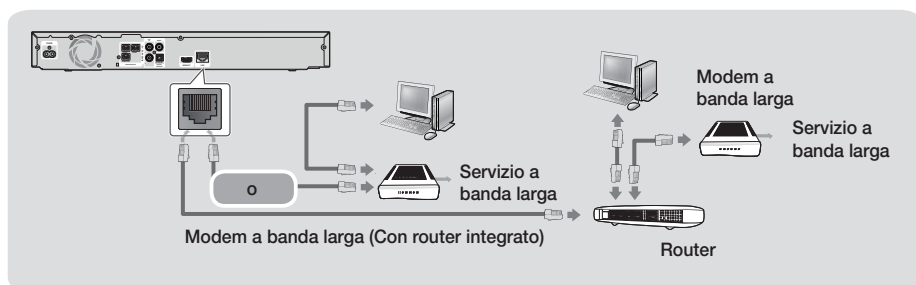 Modem a
banda larga
Servizio a
banda larga
Servizio a
banda larga
o
Modem a banda larga (Con router integrato)
Router